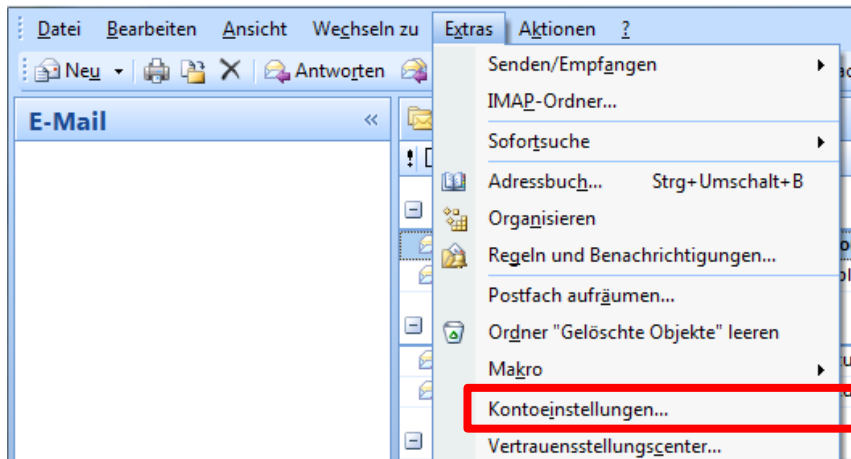 Datei Bearbeiten Ansicht Wechseln zu Extras Aktionen ?
Neu Antworten
E-Mail «
Senden/Empfangen
IMAP-Ordner...
Sofortsuche
Adressbuch... Strg+Umschalt+B
Organisieren
Regeln und Benachrichtigungen...
Postfach aufräumen...
Ordner "Gelöschte Objekte" leeren
Makro
Kontoeinstellungen...
Vertrauensstellungscenter...